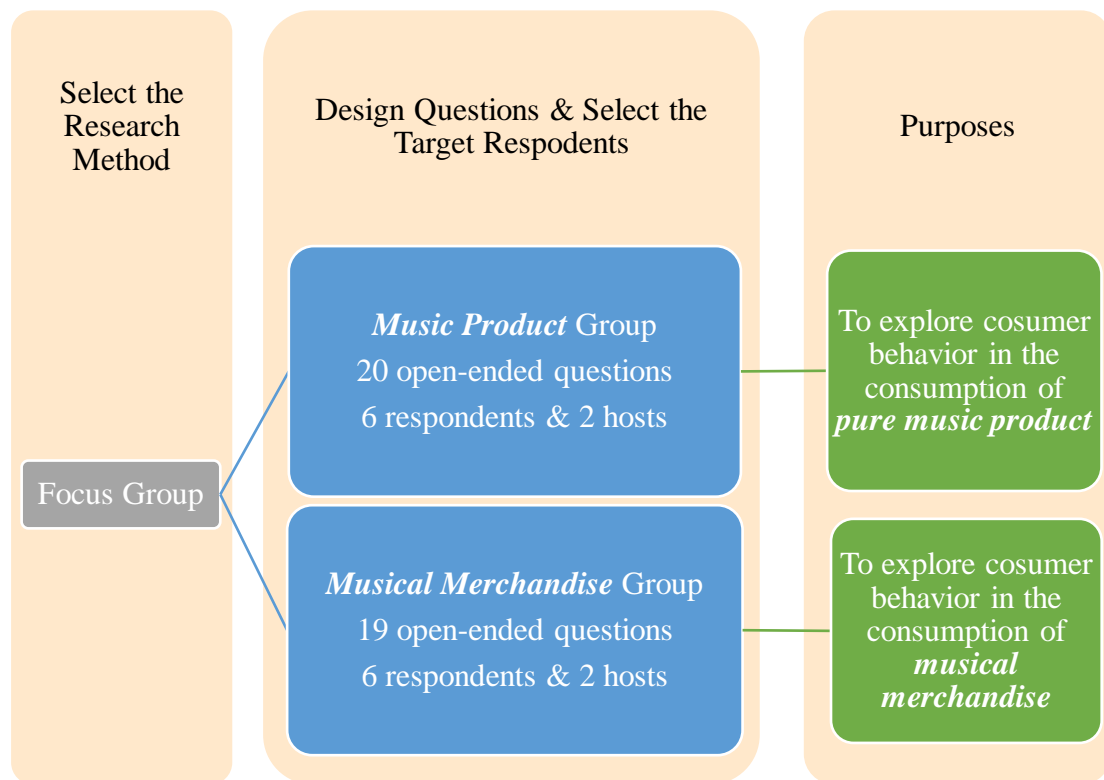 Select the
Research
Method
Design Questions & Select the
Target Respodents
Purposes
Focus Group
Music Product Group
20 open-ended questions
6 respondents & 2 hosts
Musical Merchandise Group
19 open-ended questions
6 respondents & 2 hosts
To explore cosumer
behavior in the
consumption of
pure music product
To explore cosumer
behavior in the
consumption of
musical
merchandise